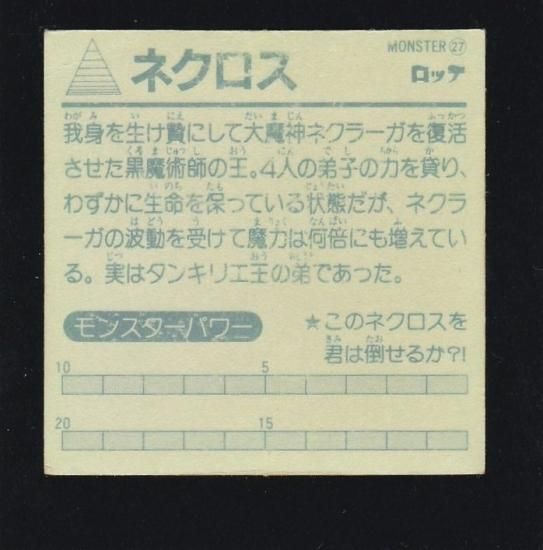 MONSTER 27
ネクロス
ロッテ
我身を生け贄にして大魔神ネクラーガを復活
させた黒魔術師の王。4人の弟子の力を貸り、
わずかに生命を保っている状態だが、ネクラ
ーガの波動を受けて魔力は何倍にも増えてい
る。実はタンキリエ王の弟であった。
モンスターパワー
★このネクロスを
君は倒せるか?!
10 5
20 15